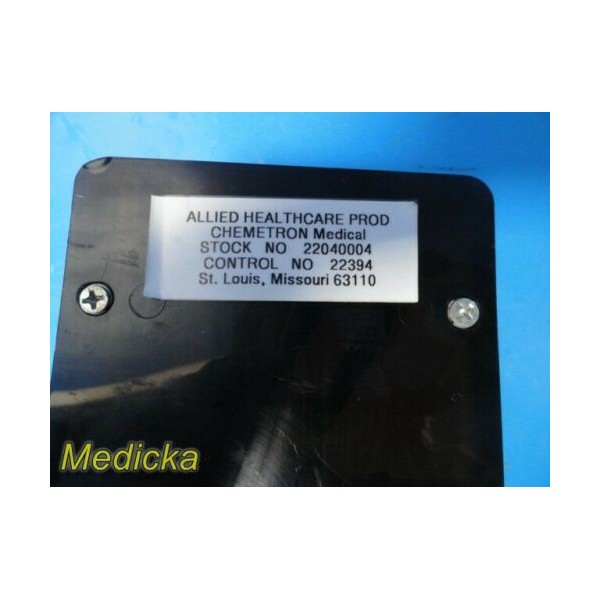 ALLIED HEALTHCARE PROD
CHEMETRON Medical
STOCK NO 22040004
CONTROL NO 22394
St. Louis, Missouri 63110
Medicka